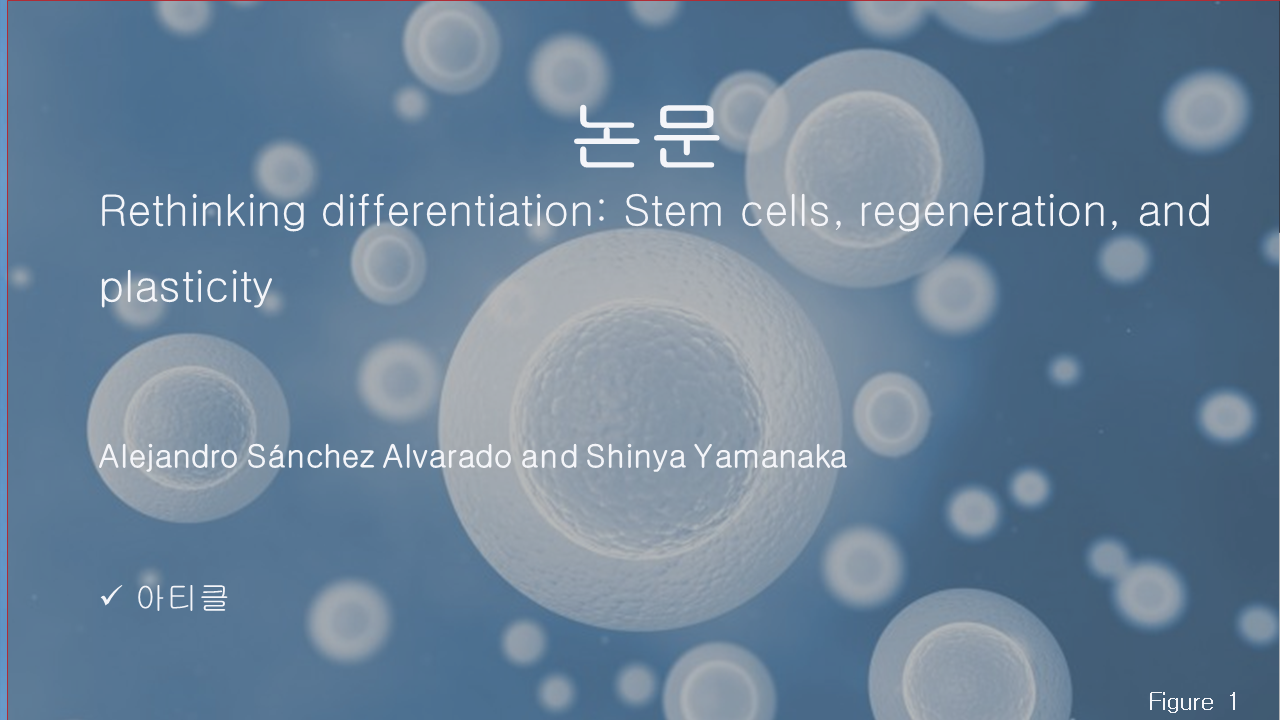 논문
Rethinking differentiation: Stem cells, regeneration, and
plasticity
Alejandro Sánchez Alvarado and Shinya Yamanaka
✓ 아티클
Figure 1